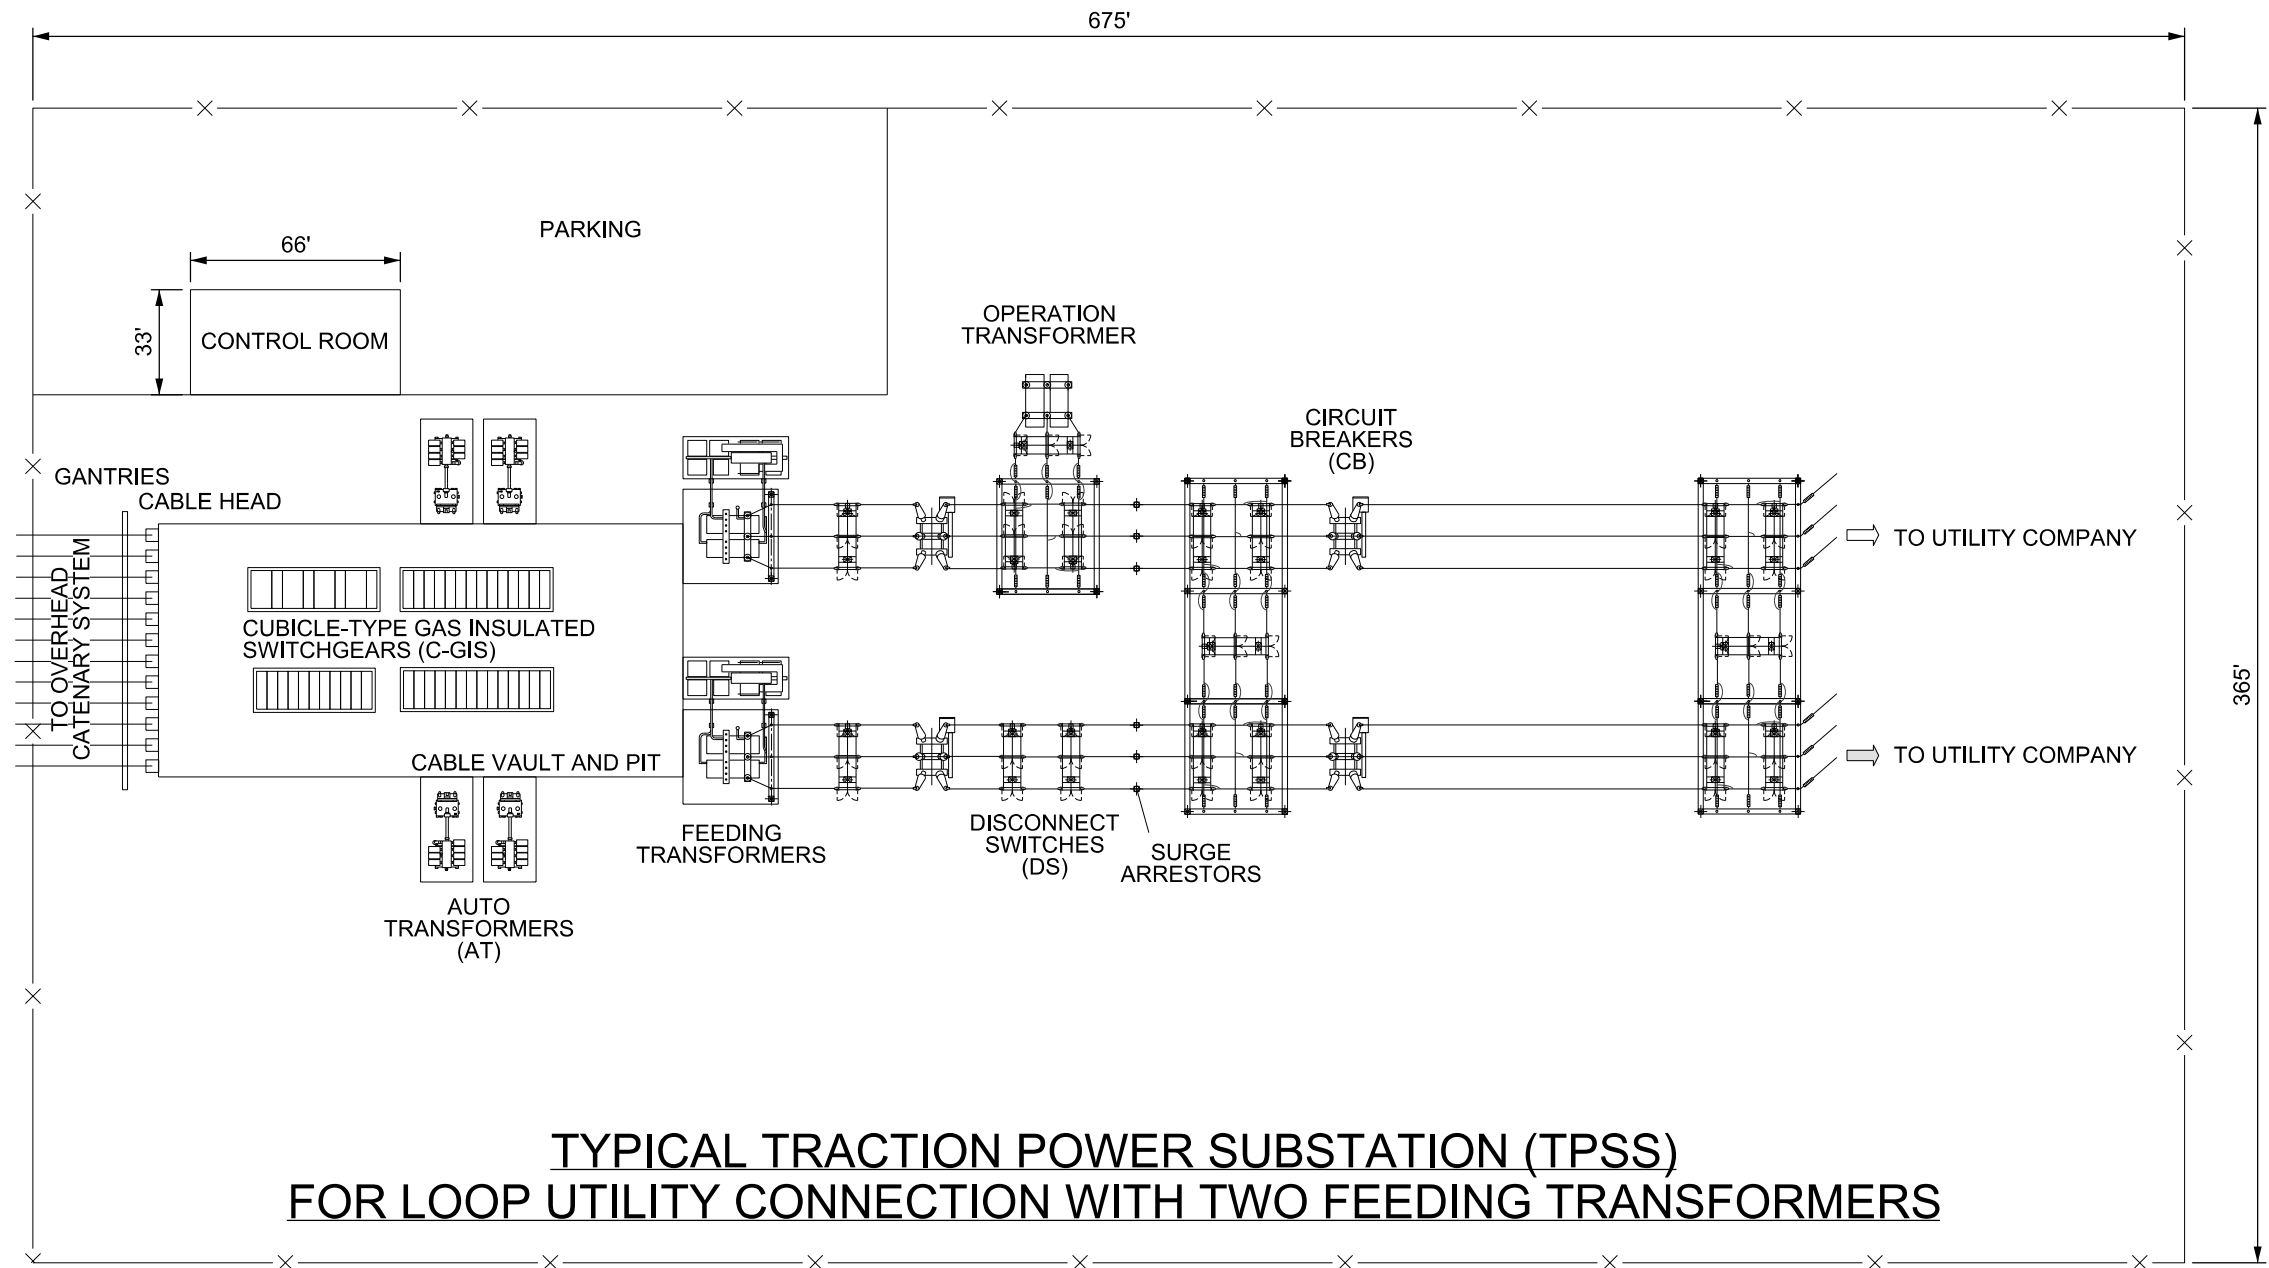 675'
PARKING
66'
33'
CONTROL ROOM
OPERATION
TRANSFORMER
CIRCUIT
BREAKERS
(CB)
GANTRIES
CABLE HEAD
TO OVERHEAD
CATENARY SYSTEM
TO UTILITY COMPANY
CUBICLE-TYPE GAS INSULATED
SWITCHGEARS (C-GIS)
365'
CABLE VAULT AND PIT
TO UTILITY COMPANY
FEEDING
TRANSFORMERS
DISCONNECT
SWITCHES
(DS)
SURGE
ARRESTORS
AUTO
TRANSFORMERS
(AT)
TYPICAL TRACTION POWER SUBSTATION (TPSS)
FOR LOOP UTILITY CONNECTION WITH TWO FEEDING TRANSFORMERS